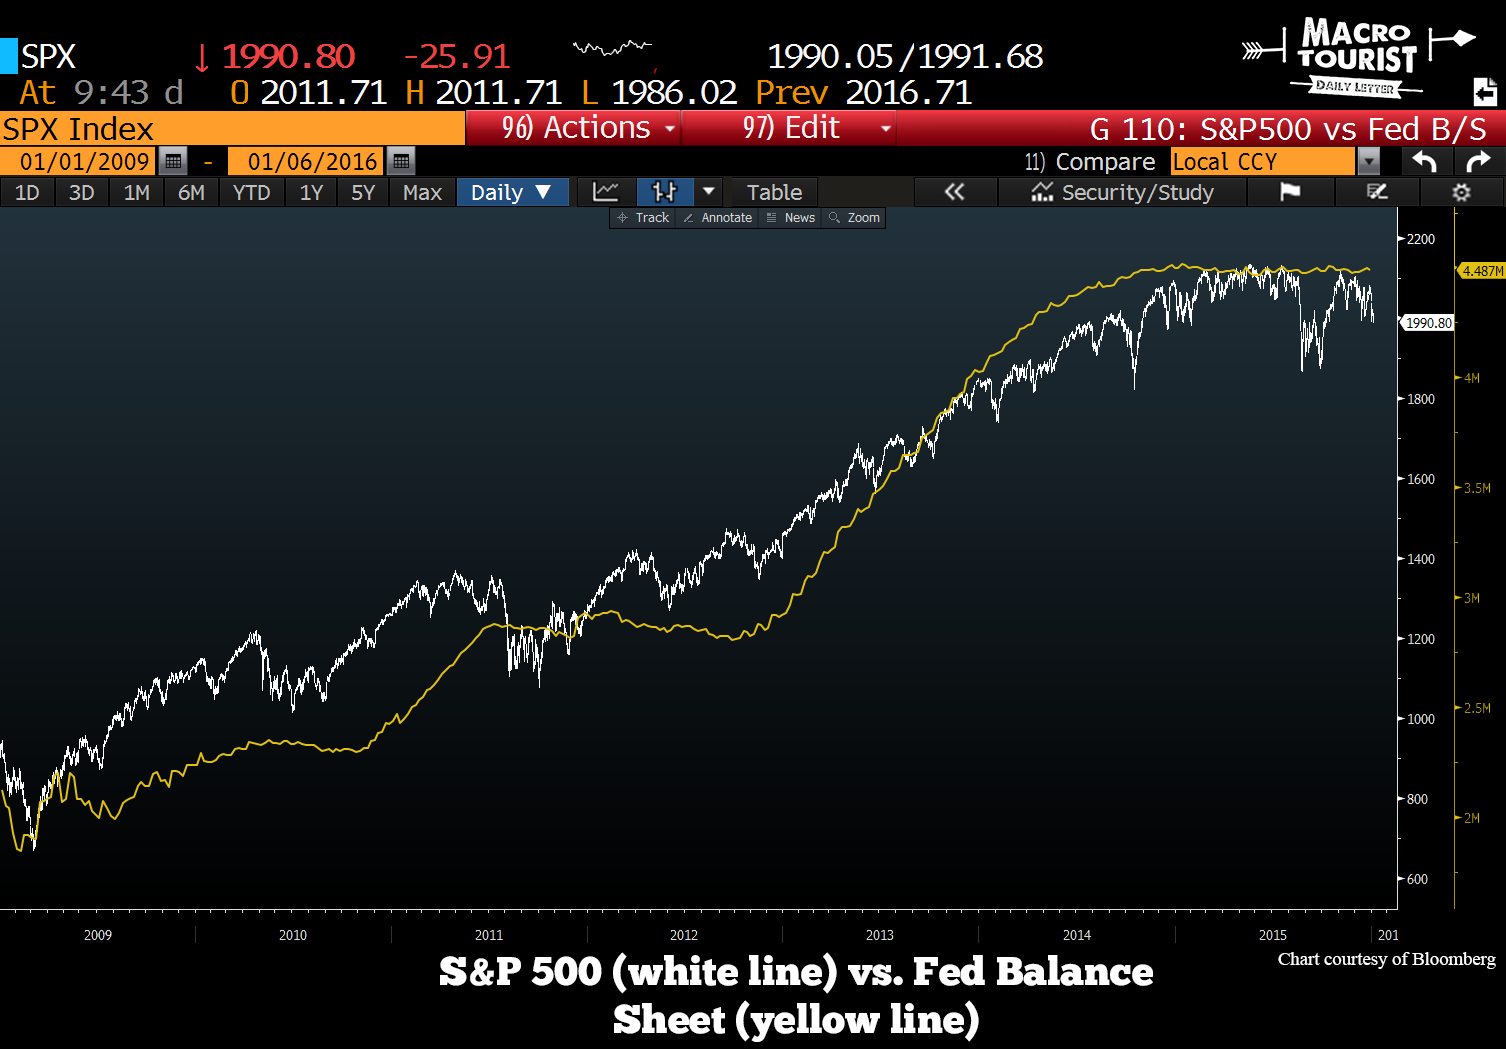 SPX ↓ 1990.80 -25.91 1990.05/1991.68
At 9:43 d O 2011.71 H 2011.71 L 1986.02 Prev 2016.71
MACRO
TOURIST
DAILY LETTER
SPX Index 96) Actions 97) Edit G 110: S&P500 vs Fed B/S
01/01/2009 - 01/06/2016 11) Compare Local CCY
1D 3D 1M 6M YTD 1Y 5Y Max Daily ▼ Table « Security/Study
Track Annotate News Zoom
2200
4.487M
1990.80
4M
1800
3.5M
1600
1400
3M
1200
2.5M
1000
800
2M
600
2009 2010 2011 2012 2013 2014 2015 201
Chart courtesy of Bloomberg
S&P 500 (white line) vs. Fed Balance
Sheet (yellow line)